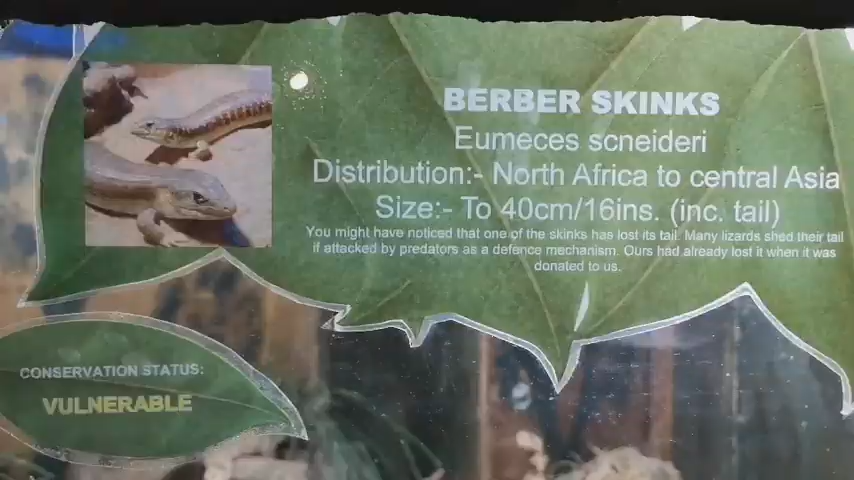 BERBER SKINKS
Eumeces scneideri
Distribution:- North Africa to central Asia
Size:- To 40cm/16ins. (inc. tail)
You might have noticed that one of the skinks has lost its tail. Many lizards shed their tail
if attacked by predators as a defence mechanism. Ours had already lost it when it was
donated to us.
CONSERVATION STATUS:
VULNERABLE